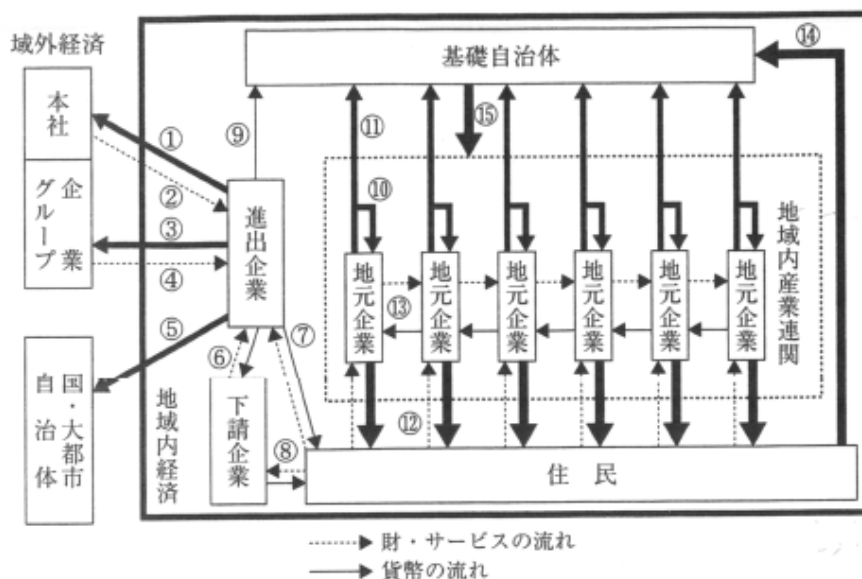 域外経済
本社
企業グループ
国・大都市自治体
基礎自治体
進出企業
下請企業
地域内経済
地元企業
地元企業
地元企業
地元企業
地元企業
地元企業
地域内産業連関
住民
①
②
③
④
⑤
⑥
⑦
⑧
⑨
⑩
⑪
⑫
⑬
⑭
⑮
財・サービスの流れ
貨幣の流れ